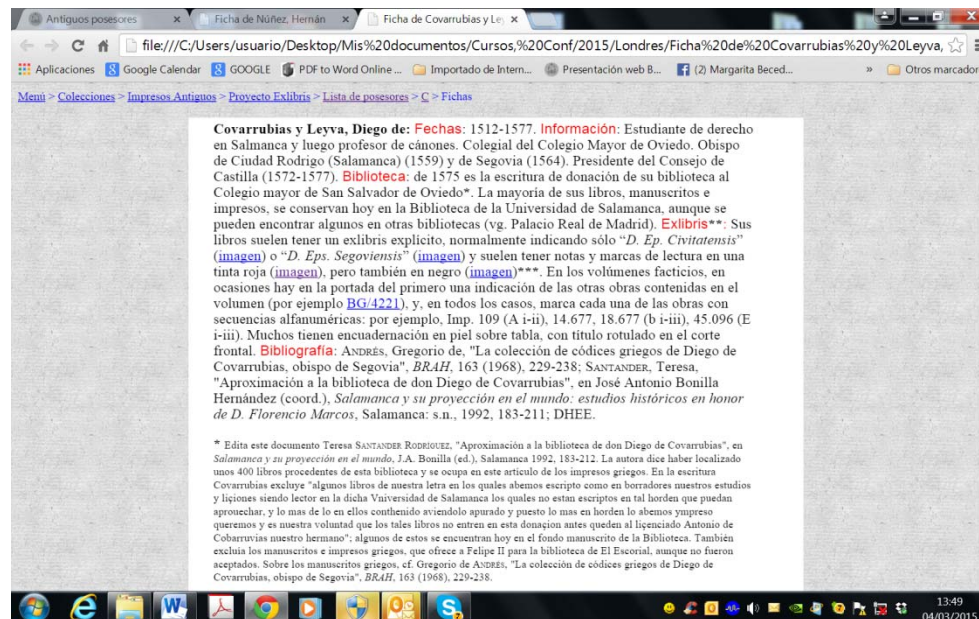 Antiguos posesores × Ficha de Núñez, Hernán × Ficha de Covarrubias y Ley ×
file:///C:/Users/usuario/Desktop/Mis%20documentos/Cursos,%20Conf/2015/Londres/Ficha%20de%20Covarrubias%20y%20Leyva,
Aplicaciones Google Calendar GOOGLE PDF to Word Online ... Importado de Intern... Presentación web B... (2) Margarita Beced... » Otros marcador
Menú > Colecciones > Impresos Antiguos > Proyecto Exlibris > Lista de posesores > C > Fichas
Covarrubias y Leyva, Diego de: Fechas: 1512-1577. Información: Estudiante de derecho
en Salmanca y luego profesor de cánones. Colegial del Colegio Mayor de Oviedo. Obispo
de Ciudad Rodrigo (Salamanca) (1559) y de Segovia (1564). Presidente del Consejo de
Castilla (1572-1577). Biblioteca: de 1575 es la escritura de donación de su biblioteca al
Colegio mayor de San Salvador de Oviedo*. La mayoría de sus libros, manuscritos e
impresos, se conservan hoy en la Biblioteca de la Universidad de Salamanca, aunque se
pueden encontrar algunos en otras bibliotecas (vg. Palacio Real de Madrid). Exlibris**: Sus
libros suelen tener un exlibris explícito, normalmente indicando sólo “D. Ep. Civitatensis”
(imagen) o “D. Eps. Segoviensis” (imagen) y suelen tener notas y marcas de lectura en una
tinta roja (imagen), pero también en negro (imagen)***. En los volúmenes facticios, en
ocasiones hay en la portada del primero una indicación de las otras obras contenidas en el
volumen (por ejemplo BG/4221), y, en todos los casos, marca cada una de las obras con
secuencias alfanuméricas: por ejemplo, Imp. 109 (A i-ii), 14.677, 18.677 (b i-iii), 45.096 (E
i-iii). Muchos tienen encuadernación en piel sobre tabla, con título rotulado en el corte
frontal. Bibliografía: ANDRÉS, Gregorio de, "La colección de códices griegos de Diego de
Covarrubias, obispo de Segovia", BRAH, 163 (1968), 229-238; SANTANDER, Teresa,
"Aproximación a la biblioteca de don Diego de Covarrubias", en José Antonio Bonilla
Hernández (coord.), Salamanca y su proyección en el mundo: estudios históricos en honor
de D. Florencio Marcos, Salamanca: s.n., 1992, 183-211; DHEE.
* Edita este documento Teresa SANTANDER RODRÍGUEZ, "Aproximación a la biblioteca de don Diego de Covarrubias", en
Salamanca y su proyección en el mundo, J.A. Bonilla (ed.), Salamanca 1992, 183-212. La autora dice haber localizado
unos 400 libros procedentes de esta biblioteca y se ocupa en este artículo de los impresos griegos. En la escritura
Covarrubias excluye "algunos libros de nuestra letra en los quales abemos escripto como en borradores nuestros estudios
y liçiones siendo lector en la dicha Vniversidad de Salamanca los quales no estan escriptos en tal horden que puedan
aprouechar, y lo mas de lo en ellos conthenido aviendolo apurado y puesto lo mas en horden lo abemos ympreso
queremos y es nuestra voluntad que los tales libros no entren en esta donaçion antes queden al liçenciado Antonio de
Cobarruvias nuestro hermano"; algunos de estos se encuentran hoy en el fondo manuscrito de la Biblioteca. También
excluía los manuscritos e impresos griegos, que ofrece a Felipe II para la biblioteca de El Escorial, aunque no fueron
aceptados. Sobre los manuscritos griegos, cf. Gregorio de ANDRES, "La colección de códices griegos de Diego de
Covarrubias, obispo de Segovia", BRAH, 163 (1968), 229-238.
13:49
04/03/2015